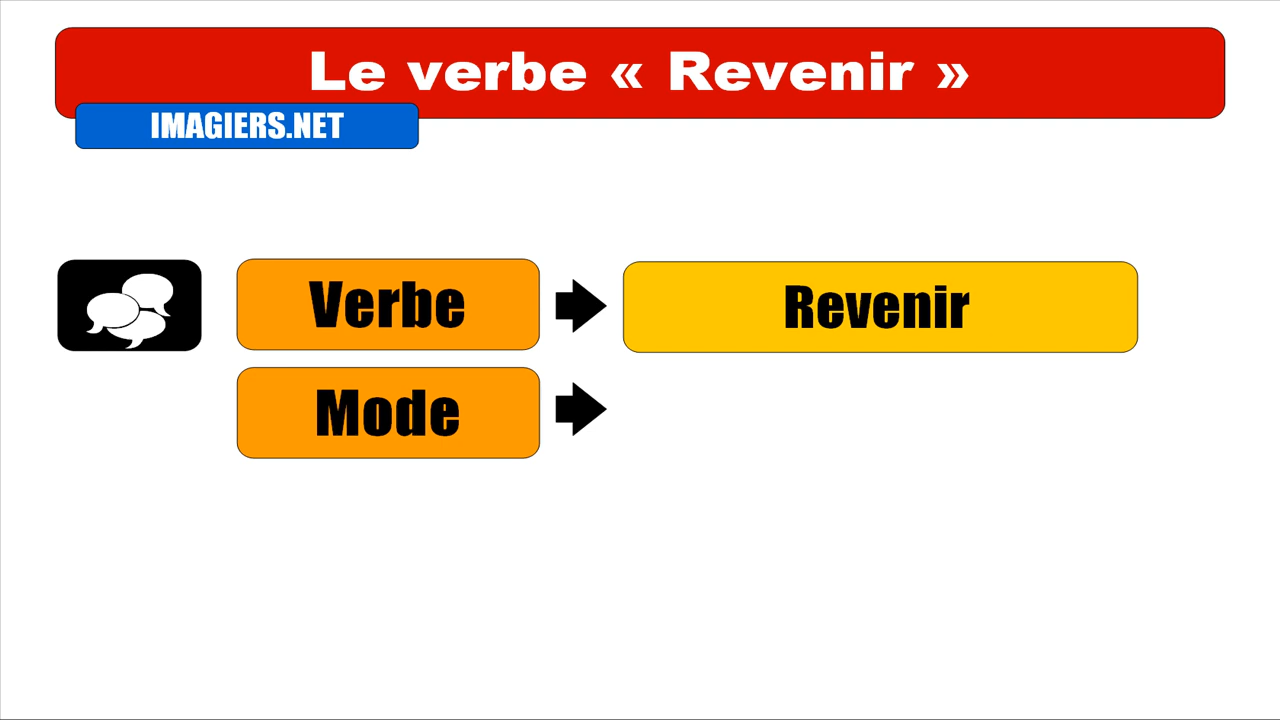 Le verbe « Revenir »
IMAGIERS.NET
Verbe
Revenir
Mode